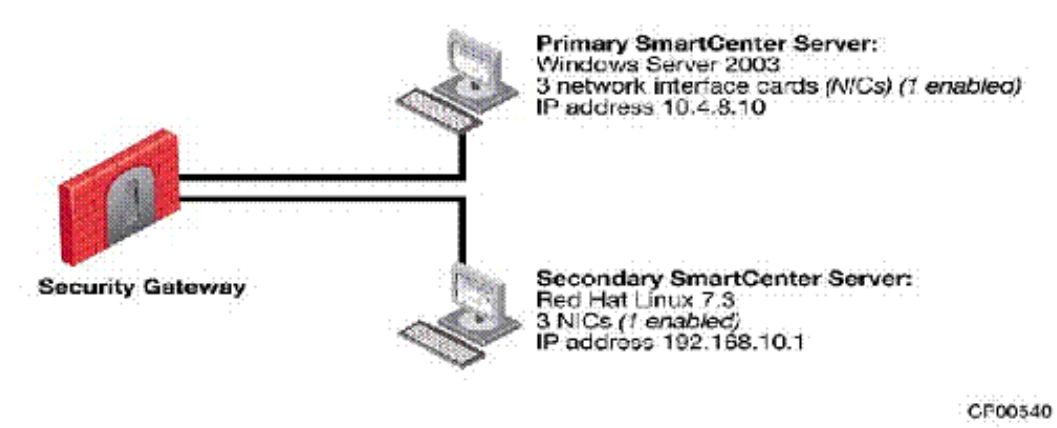 Primary SmartCenter Server:
Windows Server 2003
3 network interface cards (NICs) (1 enabled)
IP address 10.4.8.10
Security Gateway
Secondary SmartCenter Server:
Red Hat Linux 7.3
3 NICs (1 enabled)
IP address 192.168.10.1
CP00540